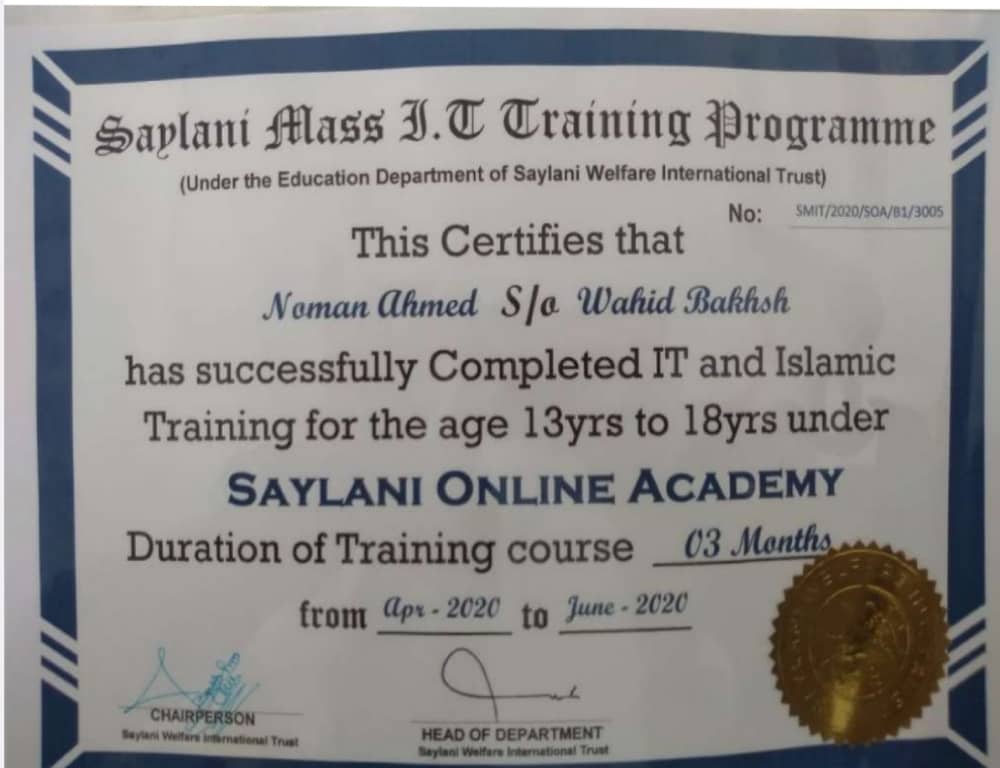 Saylani Mass I.T Training Programme
(Under the Education Department of Saylani Welfare International Trust)
No: SMIT/2020/SOA/B1/3005
This Certifies that
Noman Ahmed S/o Wahid Bakhsh
has successfully Completed IT and Islamic
Training for the age 13yrs to 18yrs under
SAYLANI ONLINE ACADEMY
Duration of Training course 03 Months
from Apr - 2020 to June - 2020
CHAIRPERSON
Saylani Welfare International Trust
HEAD OF DEPARTMENT
Saylani Welfare International Trust